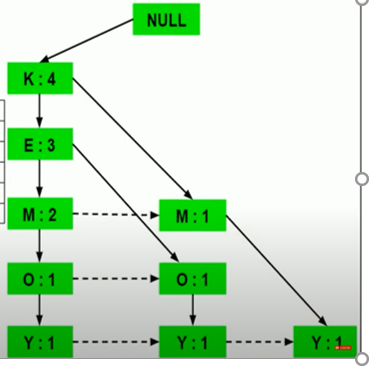 NULL
K : 4
E : 3
M : 2
M : 1
O : 1
O : 1
Y : 1
Y : 1
Y : 1